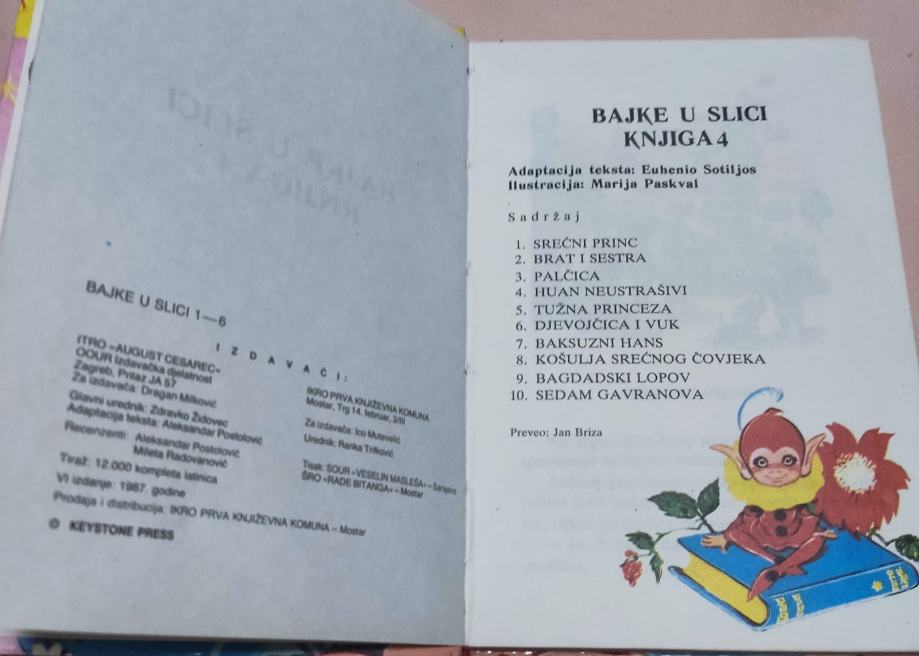 BAJKE U SLICI 1—6
I Z D A V A Č I :
ITRO »AUGUST CESAREC«
OOUR Izdavačka djelatnost
Zagreb, Prilaz JA 57
Za izdavača: Dragan Milković
Glavni urednik: Zdravko Židovec
Adaptacija teksta: Aleksandar Postolović
Recenzenti: Aleksandar Postolović
Mileta Radovanović
Tiraž: 12.000 kompleta latinica
VI izdanje: 1987. godine
Prodaja i distribucija: IKRO PRVA KNJIŽEVNA KOMUNA – Mostar
© KEYSTONE PRESS
IKRO PRVA KNJIŽEVNA KOMUNA
Mostar, Trg 14. februar, 3/III
Za izdavača: Ico Mutevelić
Urednik: Ranka Trifković
Tisak: SOUR »VESELIN MASLEŠA« – Sarajevo
ŠRO »RADE BITANGA« – Mostar
BAJKE U SLICI
KNJIGA 4
Adaptacija teksta: Euhenio Sotiljos
Ilustracija: Marija Paskval
Sadržaj
1. SREĆNI PRINC
2. BRAT I SESTRA
3. PALČICA
4. HUAN NEUSTRAŠIVI
5. TUŽNA PRINCEZA
6. DJEVOJČICA I VUK
7. BAKSUZNI HANS
8. KOŠULJA SREĆNOG ČOVJEKA
9. BAGDADSKI LOPOV
10. SEDAM GAVRANOVA
Preveo: Jan Briza